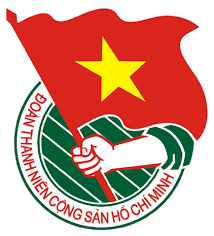 ĐOÀN THANH NIÊN CỘNG SẢN HỒ CHÍ MINH